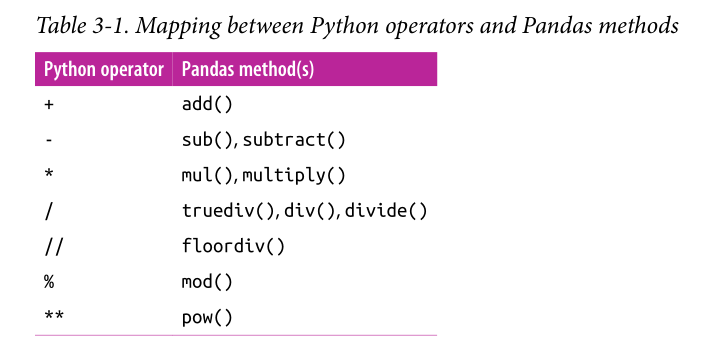 Table 3-1. Mapping between Python operators and Pandas methods
Python operator Pandas method(s)
+ add()
- sub(), subtract()
* mul(), multiply()
/ truediv(), div(), divide()
// floordiv()
% mod()
** pow()